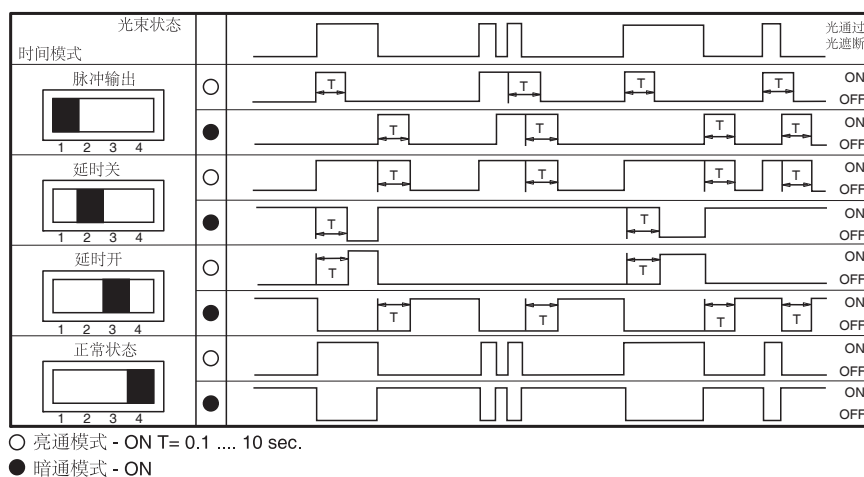 光束状态
时间模式
光通过
光遮断
脉冲输出
1 2 3 4
T T T T
ON
OFF
T T T T
ON
OFF
延时关
1 2 3 4
T T T T
ON
OFF
T T
ON
OFF
延时开
1 2 3 4
T T
ON
OFF
T T T T
ON
OFF
正常状态
1 2 3 4
ON
OFF
ON
OFF
亮通模式 - ON T= 0.1 .... 10 sec.
暗通模式 - ON